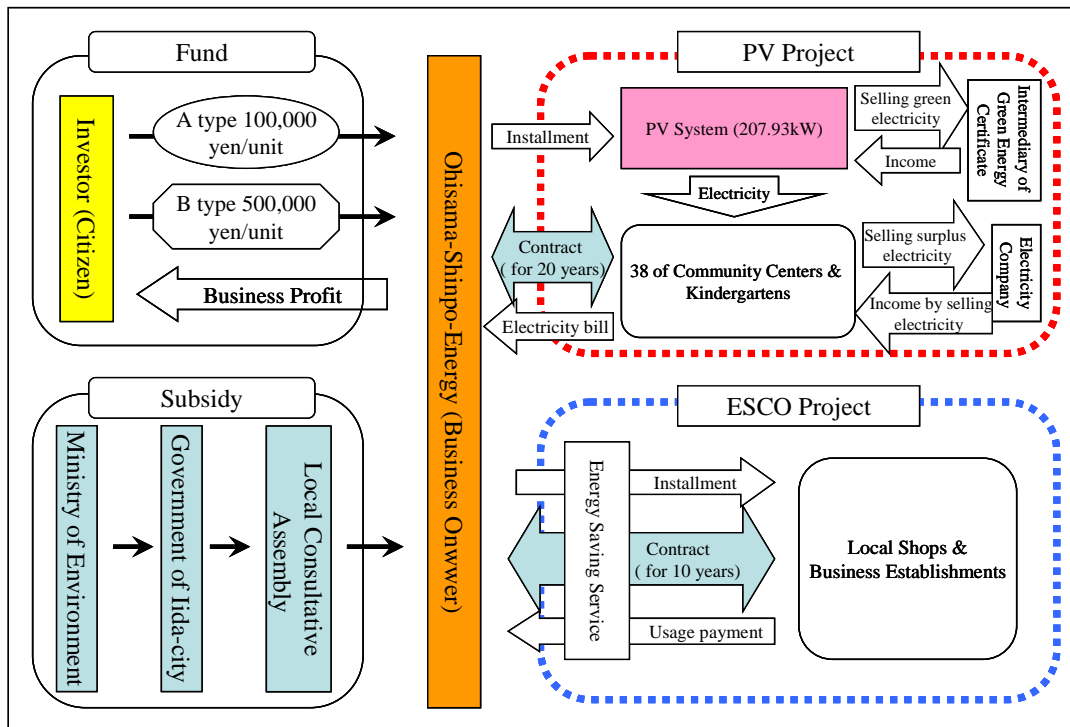 Fund
Investor (Citizen)
A type 100,000
yen/unit
B type 500,000
yen/unit
Business Profit
Subsidy
Ministry of Environment
Government of Iida-city
Local Consultative
Assembly
Ohisama-Shinpo-Energy (Business Onwwer)
PV Project
Installment
PV System (207.93kW)
Selling green
electricity
Income
Intermediary of
Green Energy
Certificate
Electricity
Contract
( for 20 years)
38 of Community Centers &
Kindergartens
Selling surplus
electricity
Income by selling
electricity
Electricity
Company
Electricity bill
ESCO Project
Energy Saving Service
Installment
Contract
( for 10 years)
Usage payment
Local Shops &
Business Establishments